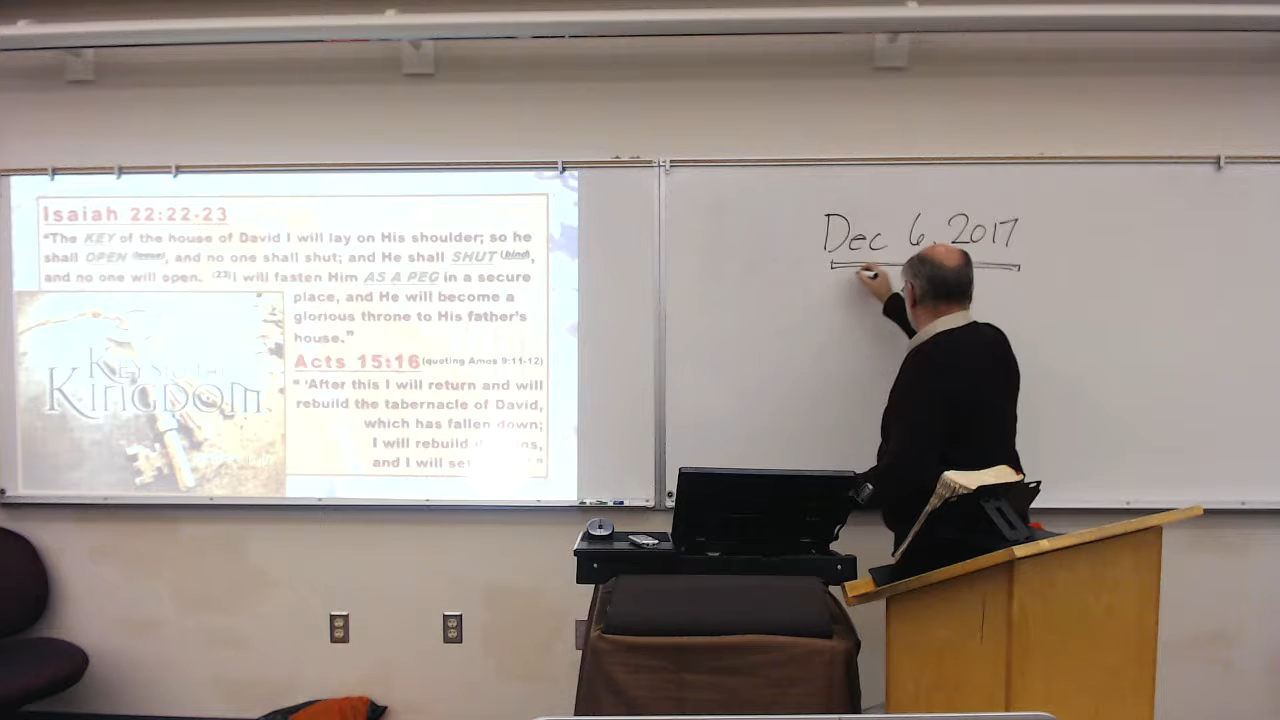 Isaiah 22:22-23
"The KEY of the house of David I will lay on His shoulder; so he
shall OPEN (loose), and no one shall shut; and He shall SHUT (bind),
and no one will open. (23) I will fasten Him AS A PEG in a secure
place, and He will become a
glorious throne to His father's
house."
Acts 15:16 (quoting Amos 9:11-12)
" 'After this I will return and will
rebuild the tabernacle of David,
which has fallen down;
I will rebuild
and I will set "
KEYS OF THE
KINGDOM
Dec 6, 2017